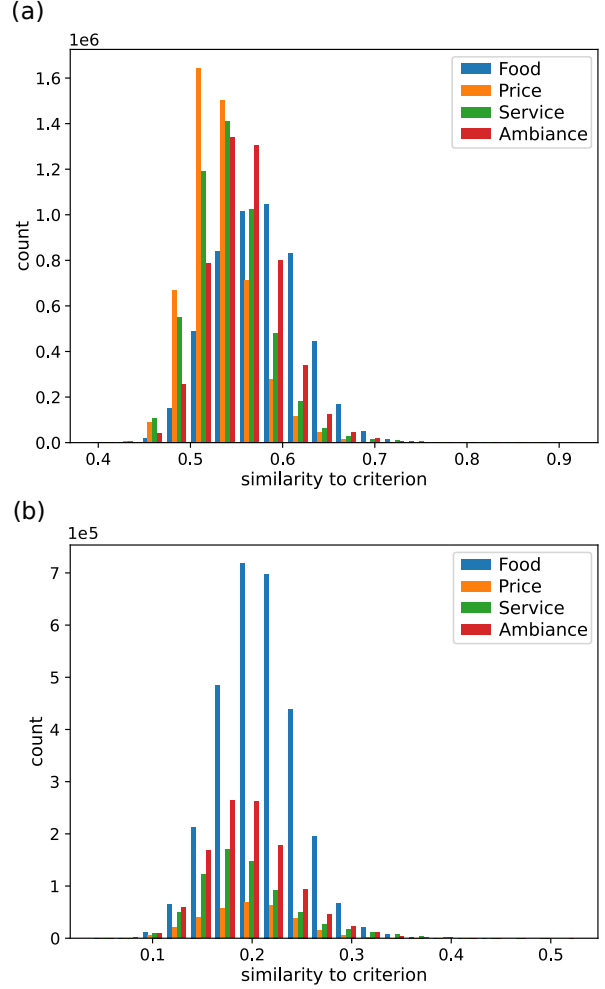 (a)
1e6
1.6
1.4
1.2
1.0
0.8
0.6
0.4
0.2
0.0
count
0.4 0.5 0.6 0.7 0.8 0.9
similarity to criterion
Food
Price
Service
Ambiance
(b)
1e5
7
6
5
4
3
2
1
0
count
0.1 0.2 0.3 0.4 0.5
similarity to criterion
Food
Price
Service
Ambiance